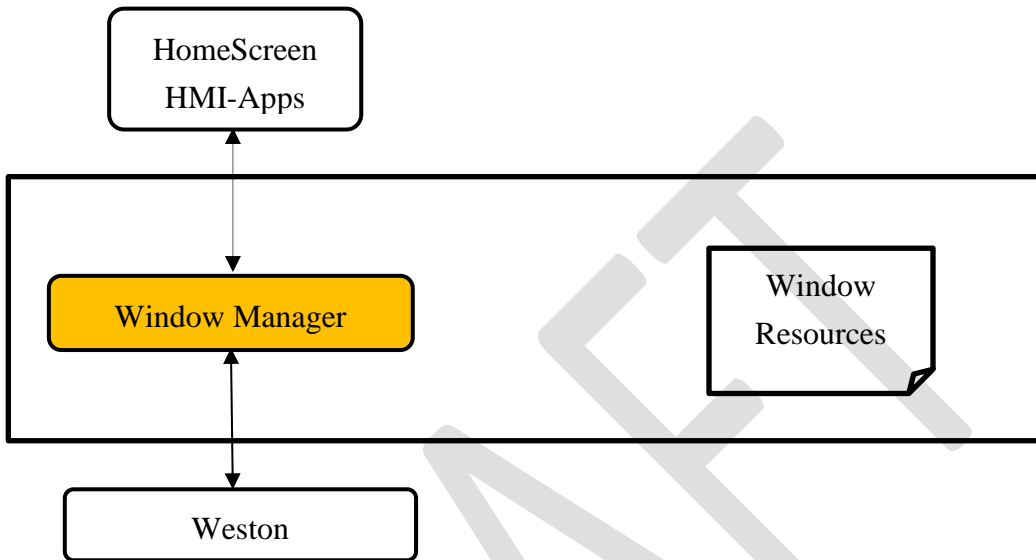 HomeScreen
HMI-Apps
Window Manager
Window
Resources
Weston